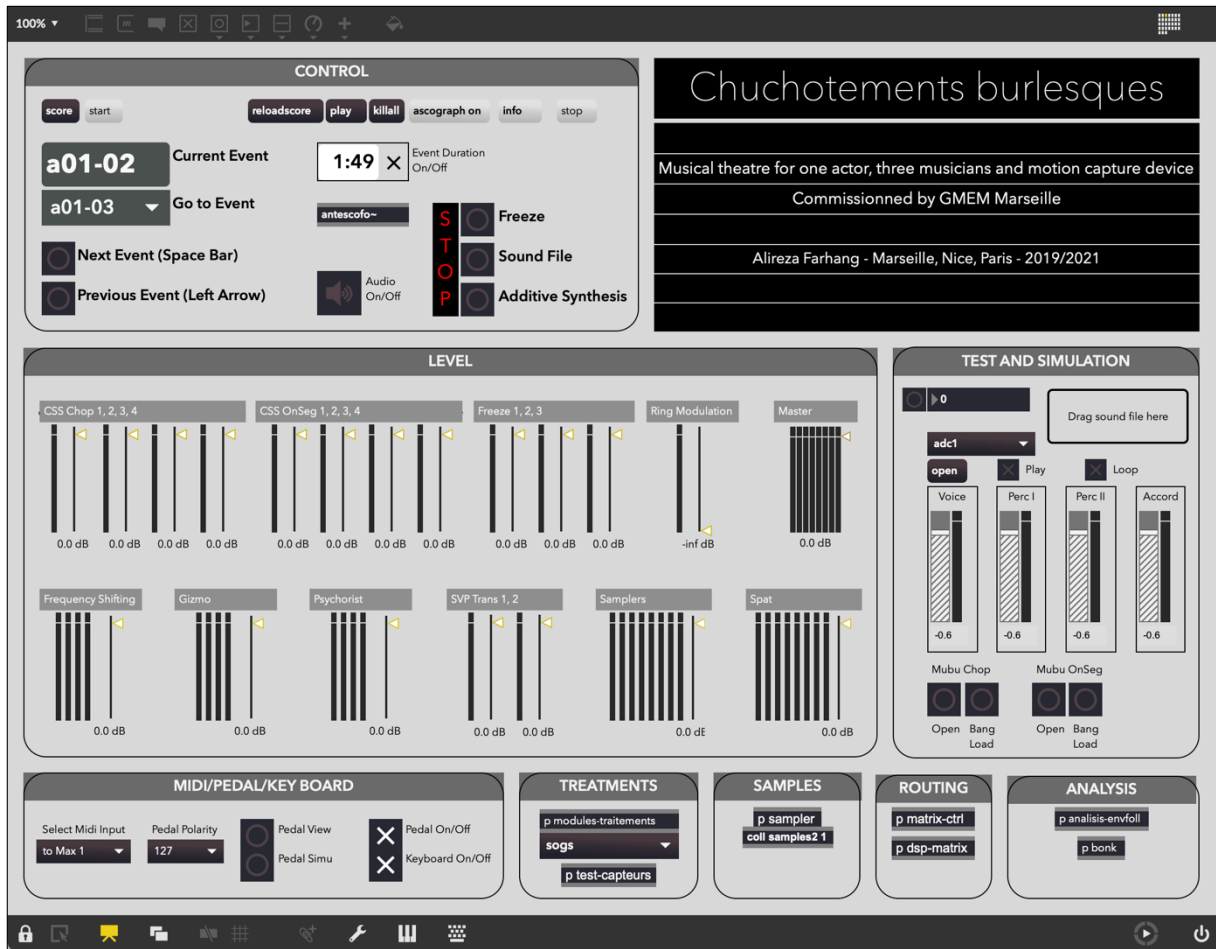 100% ▼
CONTROL
score start reloadscore play killall ascograph on info stop
a01-02 Current Event 1:49 Event Duration On/Off
a01-03 Go to Event
antescofo~
Next Event (Space Bar)
Previous Event (Left Arrow)
Audio On/Off
STOP
Freeze
Sound File
Additive Synthesis
Chuchotements burlesques
Musical theatre for one actor, three musicians and motion capture device
Commissionned by GMEM Marseille
Alireza Farhang - Marseille, Nice, Paris - 2019/2021
LEVEL
CSS Chop 1, 2, 3, 4 CSS OnSeg 1, 2, 3, 4 Freeze 1, 2, 3 Ring Modulation Master
0.0 dB 0.0 dB 0.0 dB 0.0 dB 0.0 dB 0.0 dB 0.0 dB 0.0 dB 0.0 dB 0.0 dB 0.0 dB -inf dB 0.0 dB
Frequency Shifting Gizmo Psychorist SVP Trans 1, 2 Samplers Spat
0.0 dB 0.0 dB 0.0 dB 0.0 dB 0.0 dB 0.0 dE 0.0 dB
TEST AND SIMULATION
0
Drag sound file here
adc1
open Play Loop
Voice Perc I Perc II Accord
-0.6 -0.6 -0.6 -0.6
Mubu Chop Mubu OnSeg
Open Bang Load Open Bang Load
MIDI/PEDAL/KEY BOARD
Select Midi Input Pedal Polarity Pedal View Pedal On/Off
to Max 1 127 Pedal Simu Keyboard On/Off
TREATMENTS
p modules-traitements
sogs
p test-capteurs
SAMPLES
p sampler
coll samples2 1
ROUTING
p matrix-ctrl
p dsp-matrix
ANALYSIS
p analisis-envfoll
p bonk